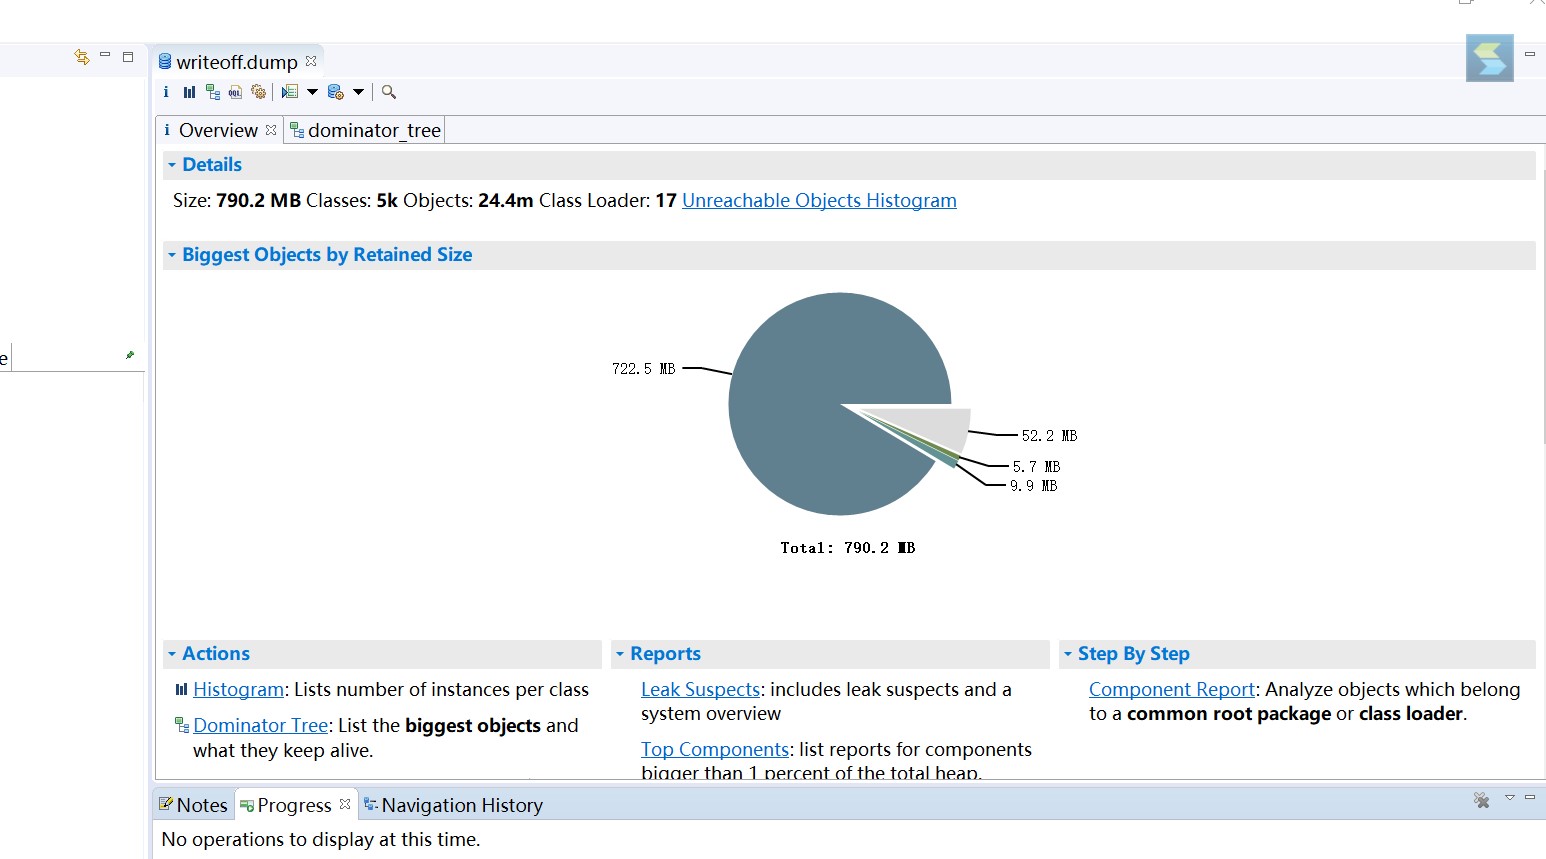 writeoff.dump
Overview
dominator_tree
Details
Size: 790.2 MB Classes: 5k Objects: 24.4m Class Loader: 17 Unreachable Objects Histogram
Biggest Objects by Retained Size
722.5 MB
52.2 MB
5.7 MB
9.9 MB
Total: 790.2 MB
e
Actions
Histogram: Lists number of instances per class
Dominator Tree: List the biggest objects and
what they keep alive.
Reports
Leak Suspects: includes leak suspects and a
system overview
Top Components: list reports for components
bigger than 1 percent of the total heap.
Step By Step
Component Report: Analyze objects which belong
to a common root package or class loader.
Notes
Progress
Navigation History
No operations to display at this time.